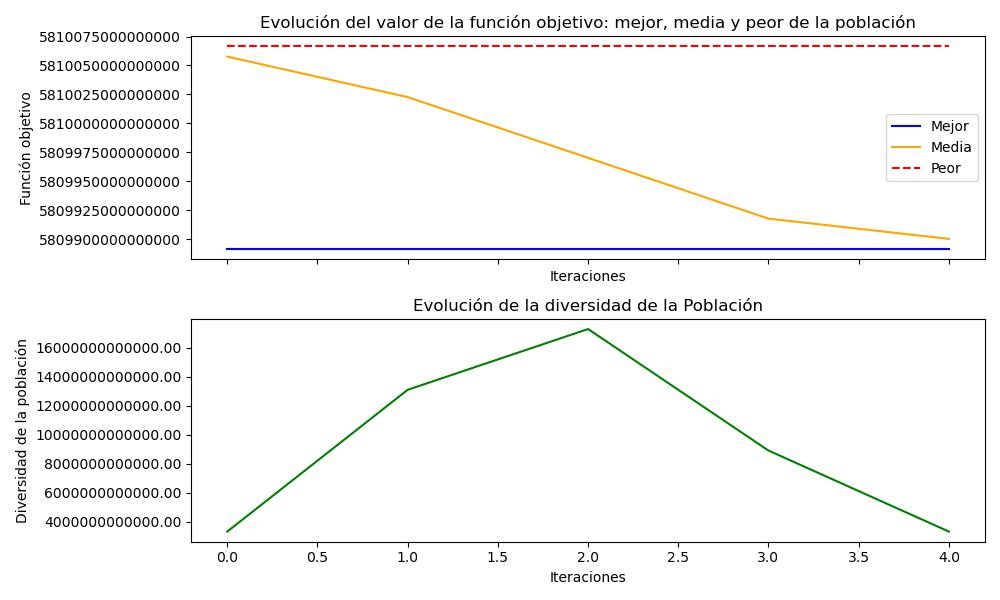 Evolución del valor de la función objetivo: mejor, media y peor de la población
Función objetivo
5810075000000000
5810050000000000
5810025000000000
5810000000000000
5809975000000000
5809950000000000
5809925000000000
5809900000000000
Mejor
Media
Peor
Iteraciones
Evolución de la diversidad de la Población
Diversidad de la población
16000000000000.00
14000000000000.00
12000000000000.00
10000000000000.00
8000000000000.00
6000000000000.00
4000000000000.00
0.0 0.5 1.0 1.5 2.0 2.5 3.0 3.5 4.0
Iteraciones